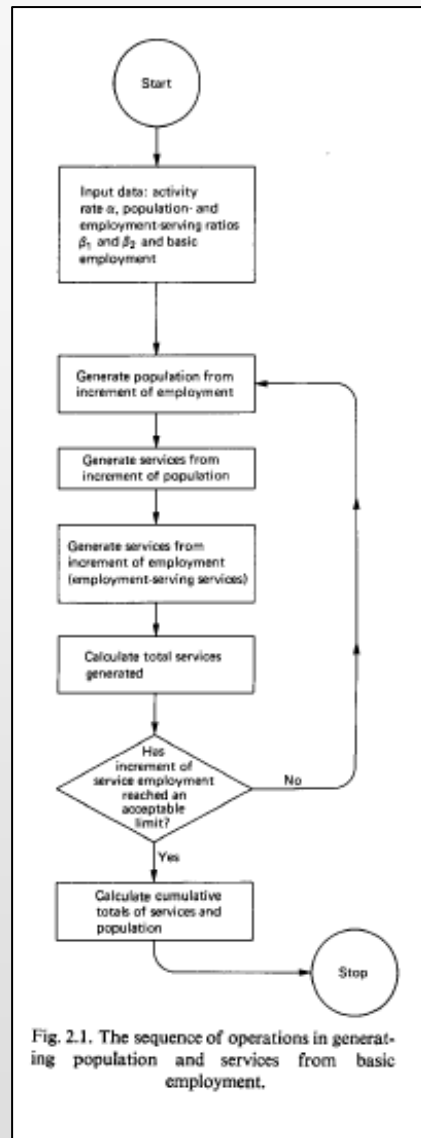 Start
Input data: activity
rate α, population- and
employment-serving ratios
β₁ and β₂ and basic
employment
Generate population from
increment of employment
Generate services from
increment of population
Generate services from
increment of employment
(employment-serving services)
Calculate total services
generated
Has
increment of
service employment
reached an
acceptable
limit?
No
Yes
Calculate cumulative
totals of services and
population
Stop
Fig. 2.1. The sequence of operations in generat-
ing population and services from basic
employment.